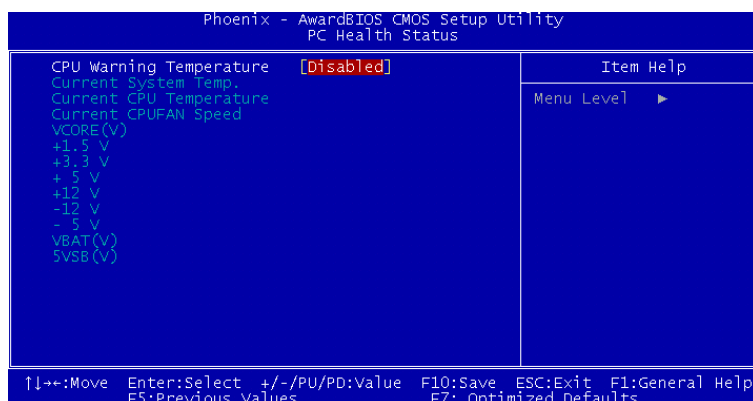 Phoenix - AwardBIOS CMOS Setup Utility
PC Health Status
CPU Warning Temperature [Disabled]
Current System Temp.
Current CPU Temperature
Current CPUFAN Speed
VCORE(V)
+1.5 V
+3.3 V
+ 5 V
+12 V
-12 V
- 5 V
VBAT(V)
5VSB(V)
Item Help
Menu Level ►
↑↓→←:Move Enter:Select +/-/PU/PD:Value F10:Save ESC:Exit F1:General Help
F5:Previous Values F7: Optimized Defaults